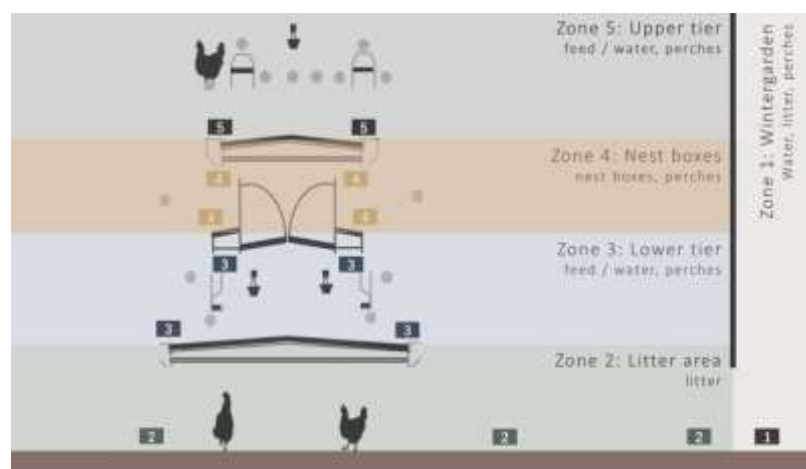 Zone 5: Upper tier
feed / water, perches
Zone 1: Wintergarden
Water, litter, perches
5 5
Zone 4: Nest boxes
nest boxes, perches
4 4
4 4
Zone 3: Lower tier
feed / water, perches
3 3
3 3
Zone 2: Litter area
litter
2 2 2 1